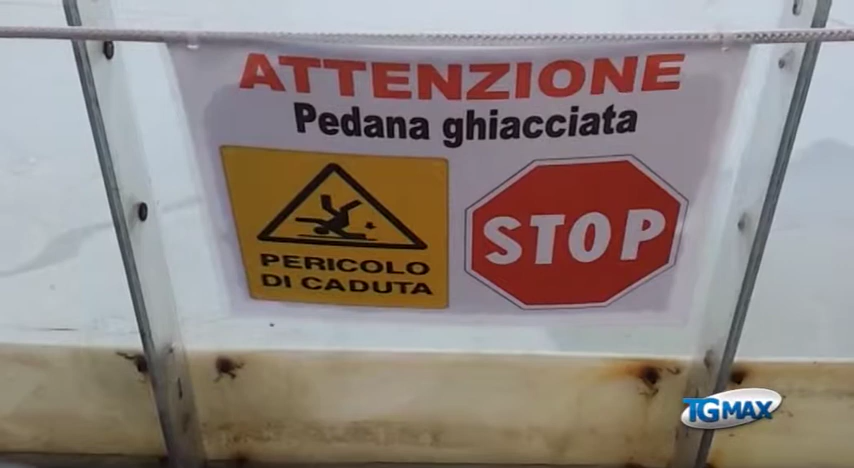 ATTENZIONE
Pedana ghiacciata
PERICOLO
DI CADUTA
STOP
TGMAX